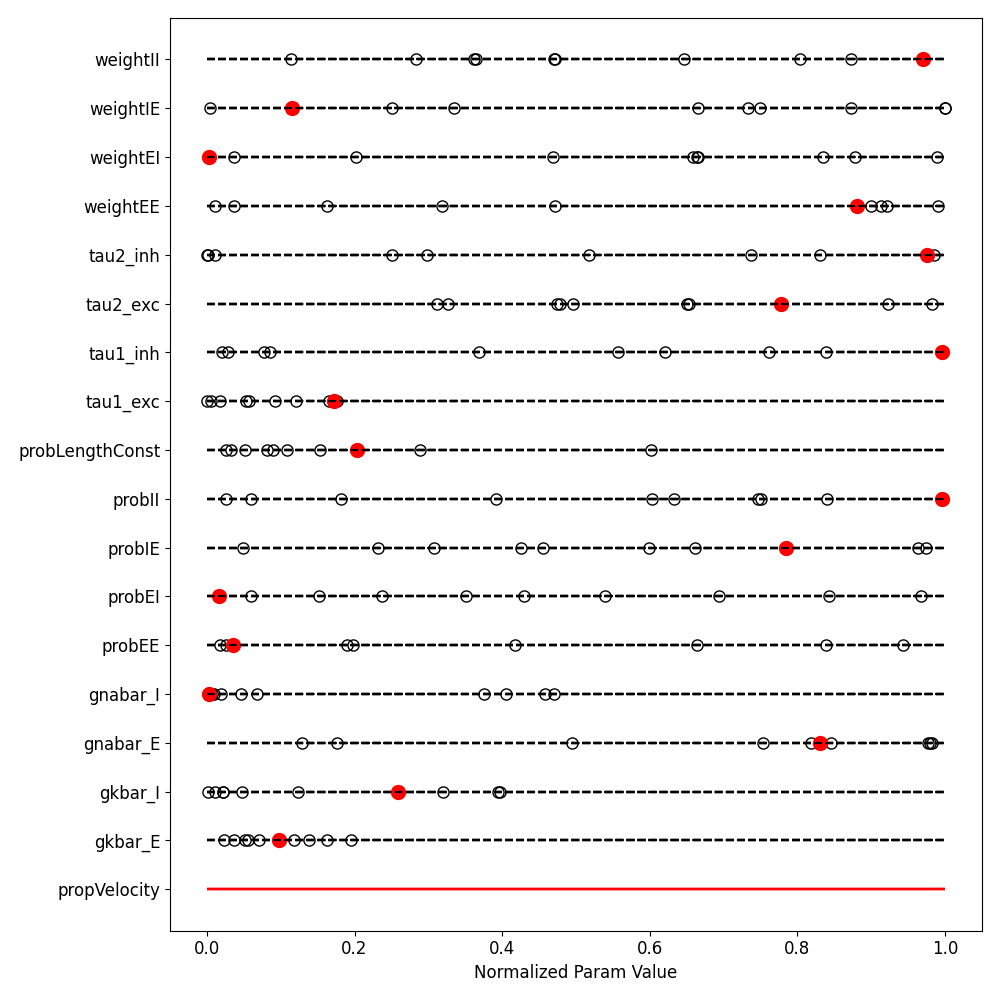 weightII
weightIE
weightEI
weightEE
tau2_inh
tau2_exc
tau1_inh
tau1_exc
probLengthConst
probII
probIE
probEI
probEE
gnabar_I
gnabar_E
gkbar_I
gkbar_E
propVelocity
0.0 0.2 0.4 0.6 0.8 1.0
Normalized Param Value